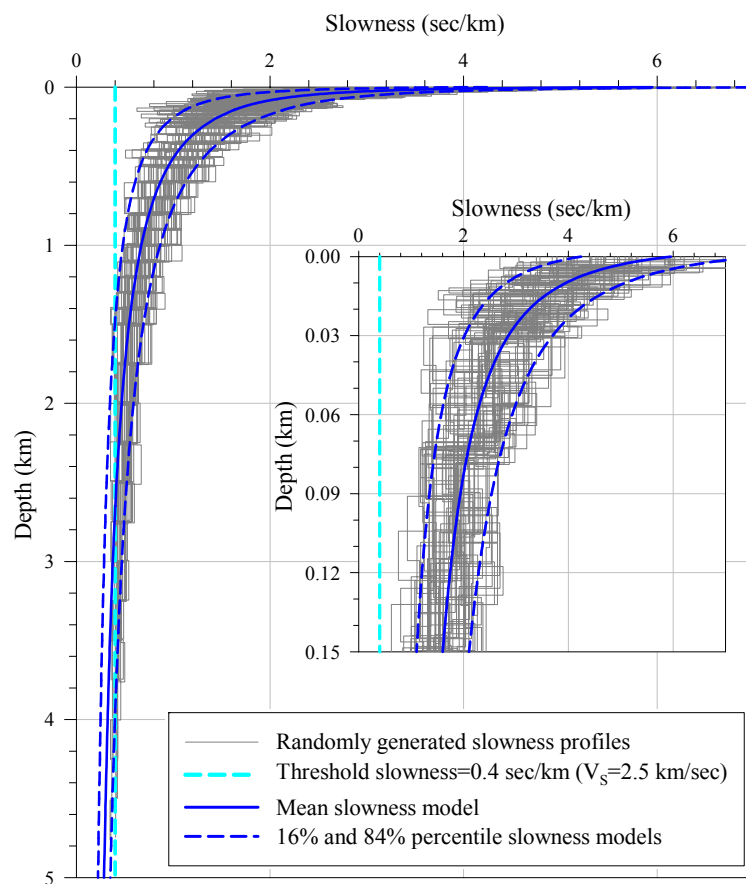 Slowness (sec/km)
0 2 4 6
0
1
2
3
4
5
Depth (km)
Slowness (sec/km)
0 2 4 6
0.00
0.03
0.06
0.09
0.12
0.15
Depth (km)
Randomly generated slowness profiles
Threshold slowness=0.4 sec/km (Vs=2.5 km/sec)
Mean slowness model
16% and 84% percentile slowness models